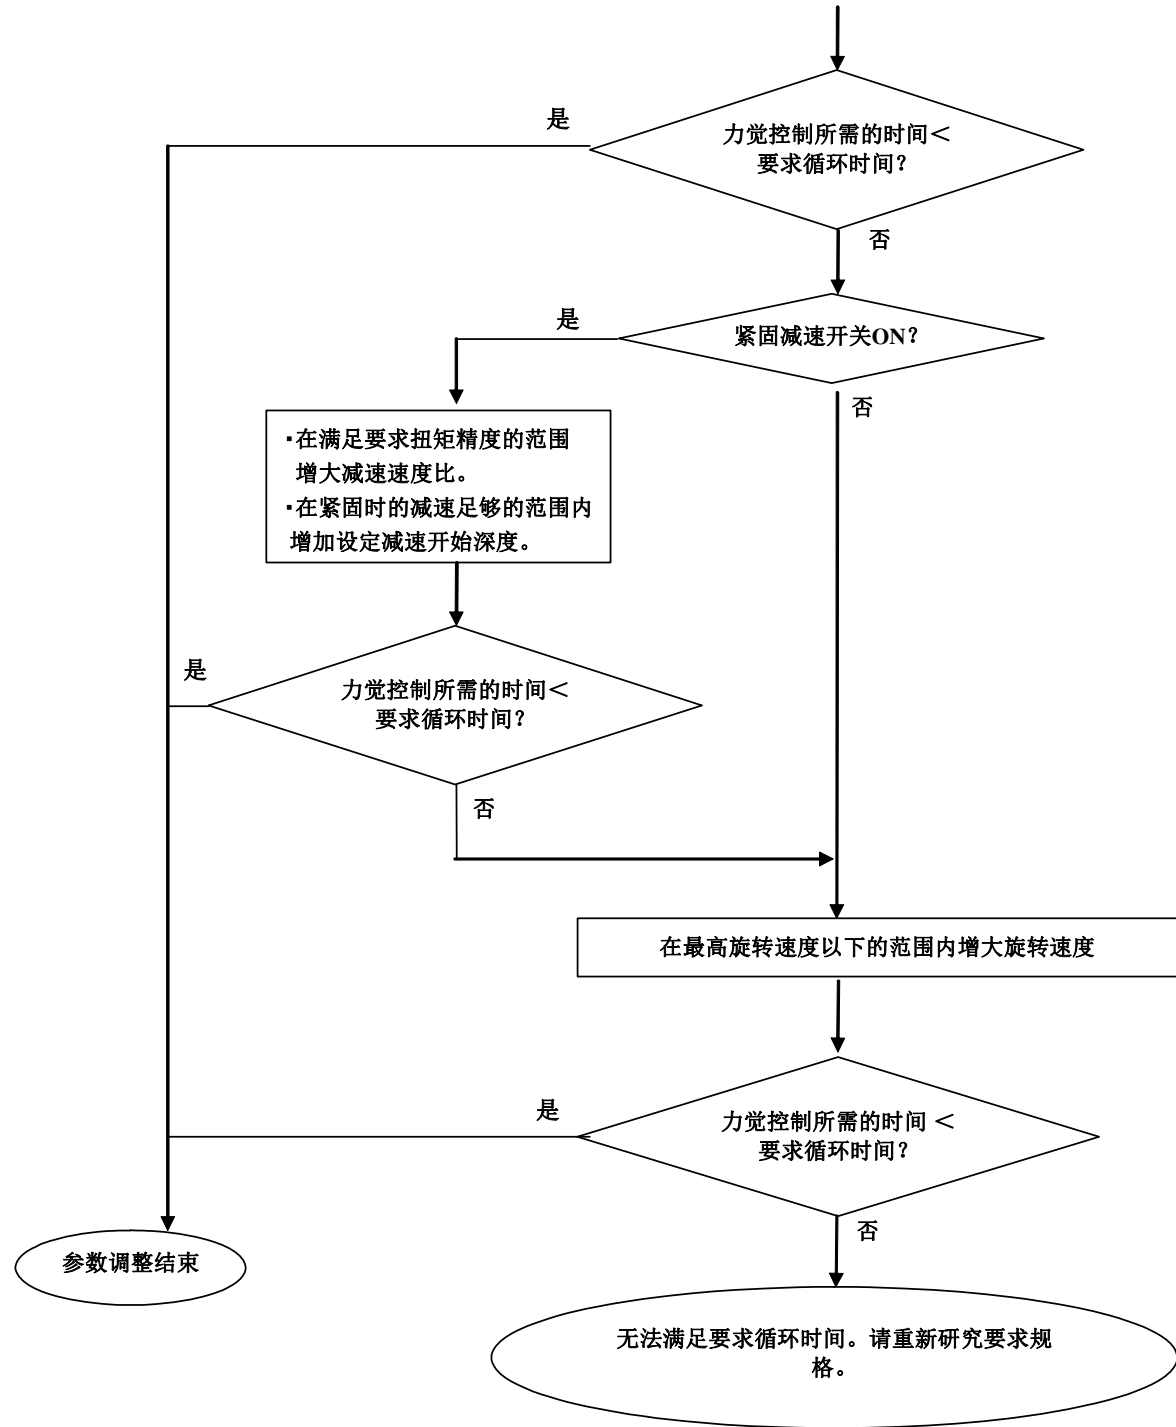 是
力觉控制所需的时间＜
要求循环时间？
否
是
紧固减速开关ON？
否
·在满足要求扭矩精度的范围
增大减速速度比。
·在紧固时的减速足够的范围内
增加设定减速开始深度。
是
力觉控制所需的时间＜
要求循环时间？
否
在最高旋转速度以下的范围内增大旋转速度
是
力觉控制所需的时间 ＜
要求循环时间？
否
参数调整结束
无法满足要求循环时间。请重新研究要求规
格。